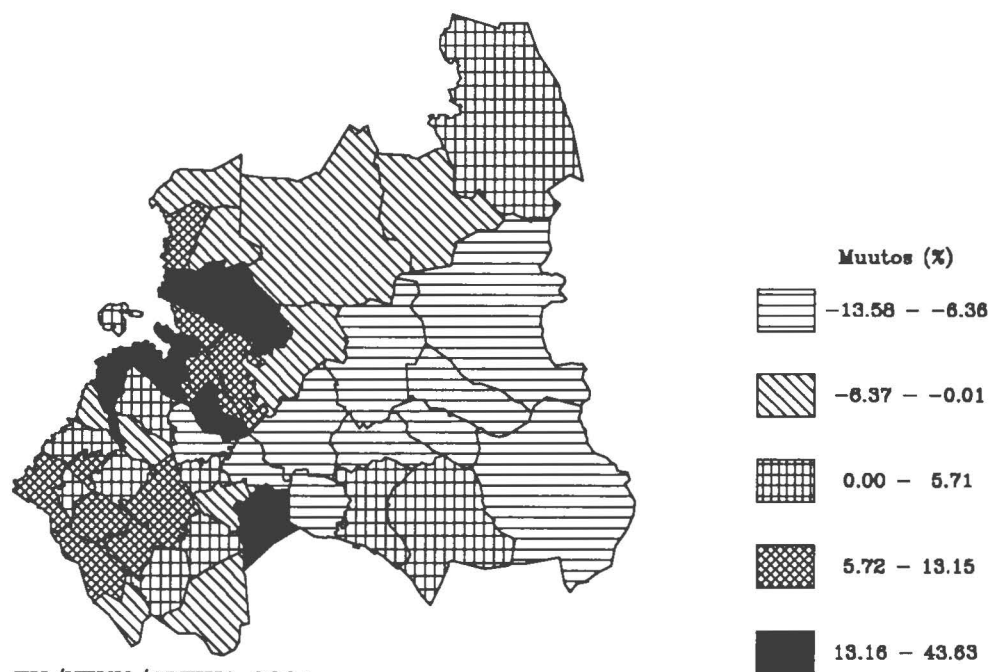 Muutos (%)
-13.58 - -6.36
-6.37 - -0.01
0.00 - 5.71
5.72 - 13.15
13.16 - 43.63